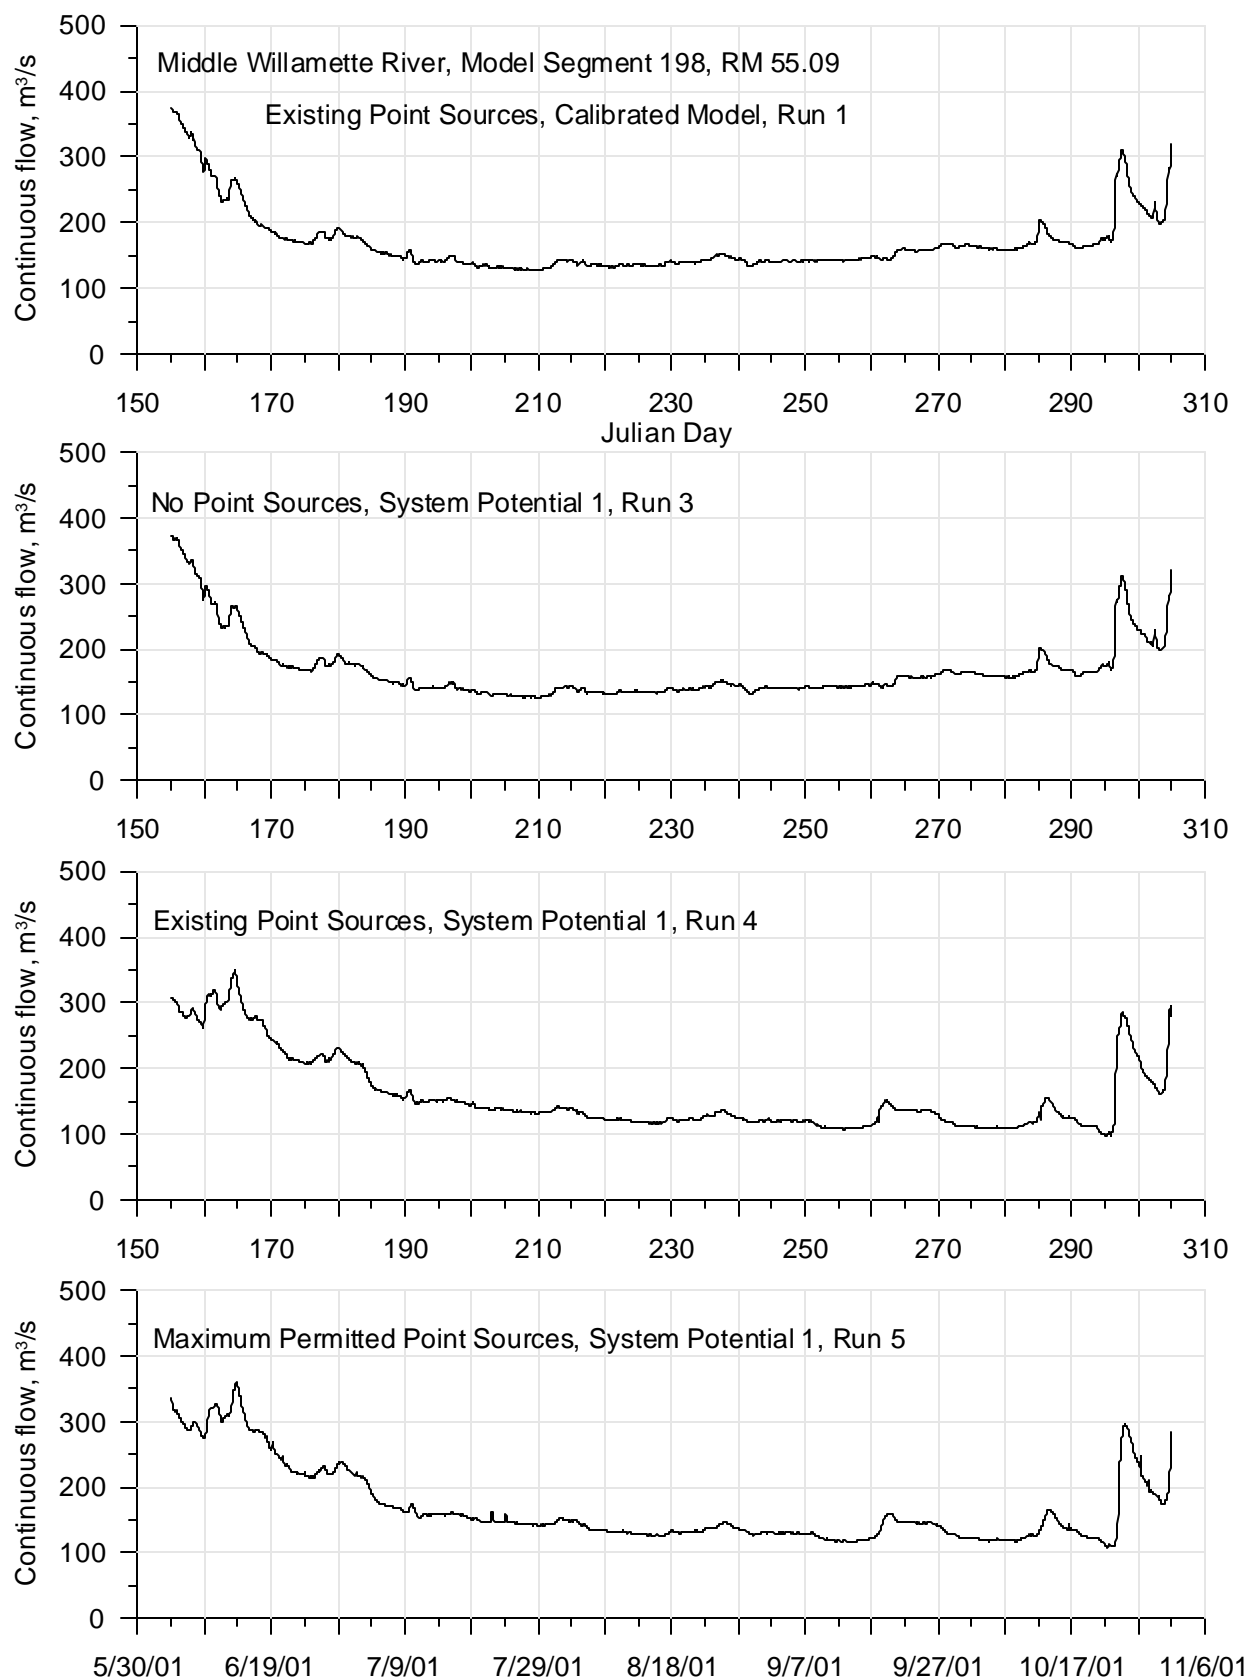 500
400
300
200
100
0
Continuous flow, m³/s
Middle Willamette River, Model Segment 198, RM 55.09
Existing Point Sources, Calibrated Model, Run 1
150 170 190 210 230 250 270 290 310
Julian Day
500
400
300
200
100
0
Continuous flow, m³/s
No Point Sources, System Potential 1, Run 3
150 170 190 210 230 250 270 290 310
500
400
300
200
100
0
Continuous flow, m³/s
Existing Point Sources, System Potential 1, Run 4
150 170 190 210 230 250 270 290 310
500
400
300
200
100
0
Continuous flow, m³/s
Maximum Permitted Point Sources, System Potential 1, Run 5
5/30/01 6/19/01 7/9/01 7/29/01 8/18/01 9/7/01 9/27/01 10/17/01 11/6/01